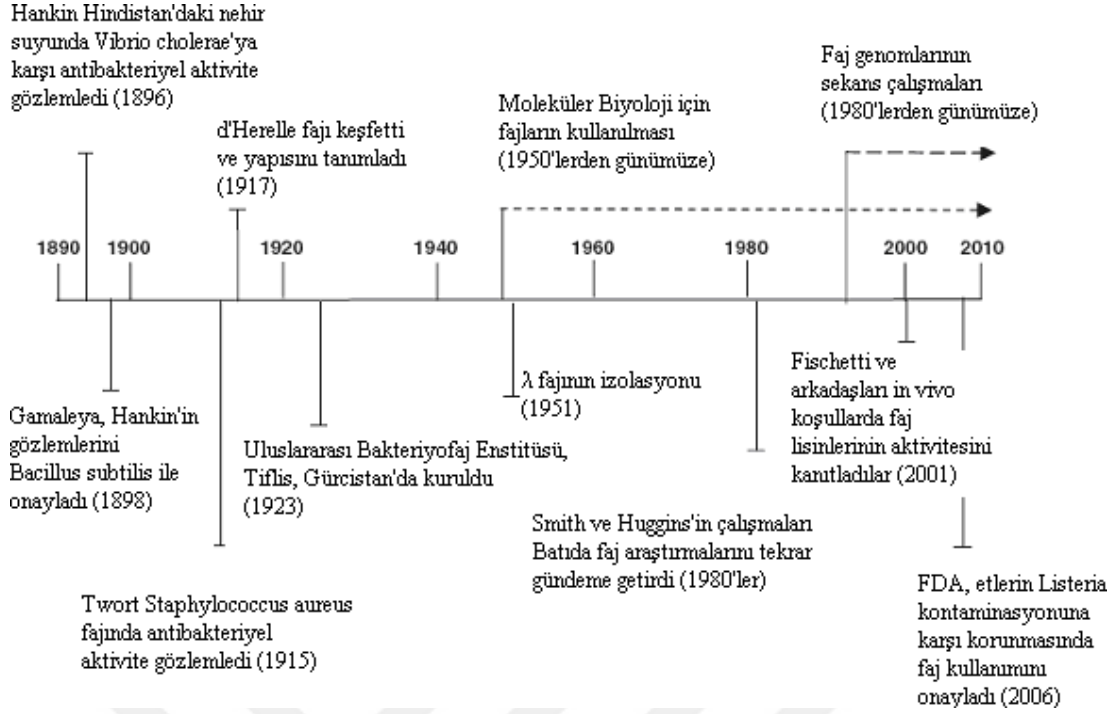 Hankin Hindistan'daki nehir
suyunda Vibrio cholerae'ya
karşı antibakteriyel aktivite
gözlemledi (1896)
d'Herelle fajı keşfetti
ve yapısını tanımladı
(1917)
Moleküler Biyoloji için
fajların kullanılması
(1950'lerden günümüze)
Faj genomlarının
sekans çalışmaları
(1980'lerden günümüze)
1890 1900 1920 1940 1960 1980 2000 2010
Gamaleya, Hankin'in
gözlemlerini
Bacillus subtilis ile
onayladı (1898)
Twort Staphylococcus aureus
fajında antibakteriyel
aktivite gözlemledi (1915)
Uluslararası Bakteriyofaj Enstitüsü,
Tiflis, Gürcistan'da kuruldu
(1923)
λ fajının izolasyonu
(1951)
Smith ve Huggins'in çalışmaları
Batıda faj araştırmalarını tekrar
gündeme getirdi (1980'ler)
Fischetti ve
arkadaşları in vivo
koşullarda faj
lisinlerinin aktivitesini
kanıtladılar (2001)
FDA, etlerin Listeria
kontaminasyonuna
karşı korunmasında
faj kullanımını
onayladı (2006)